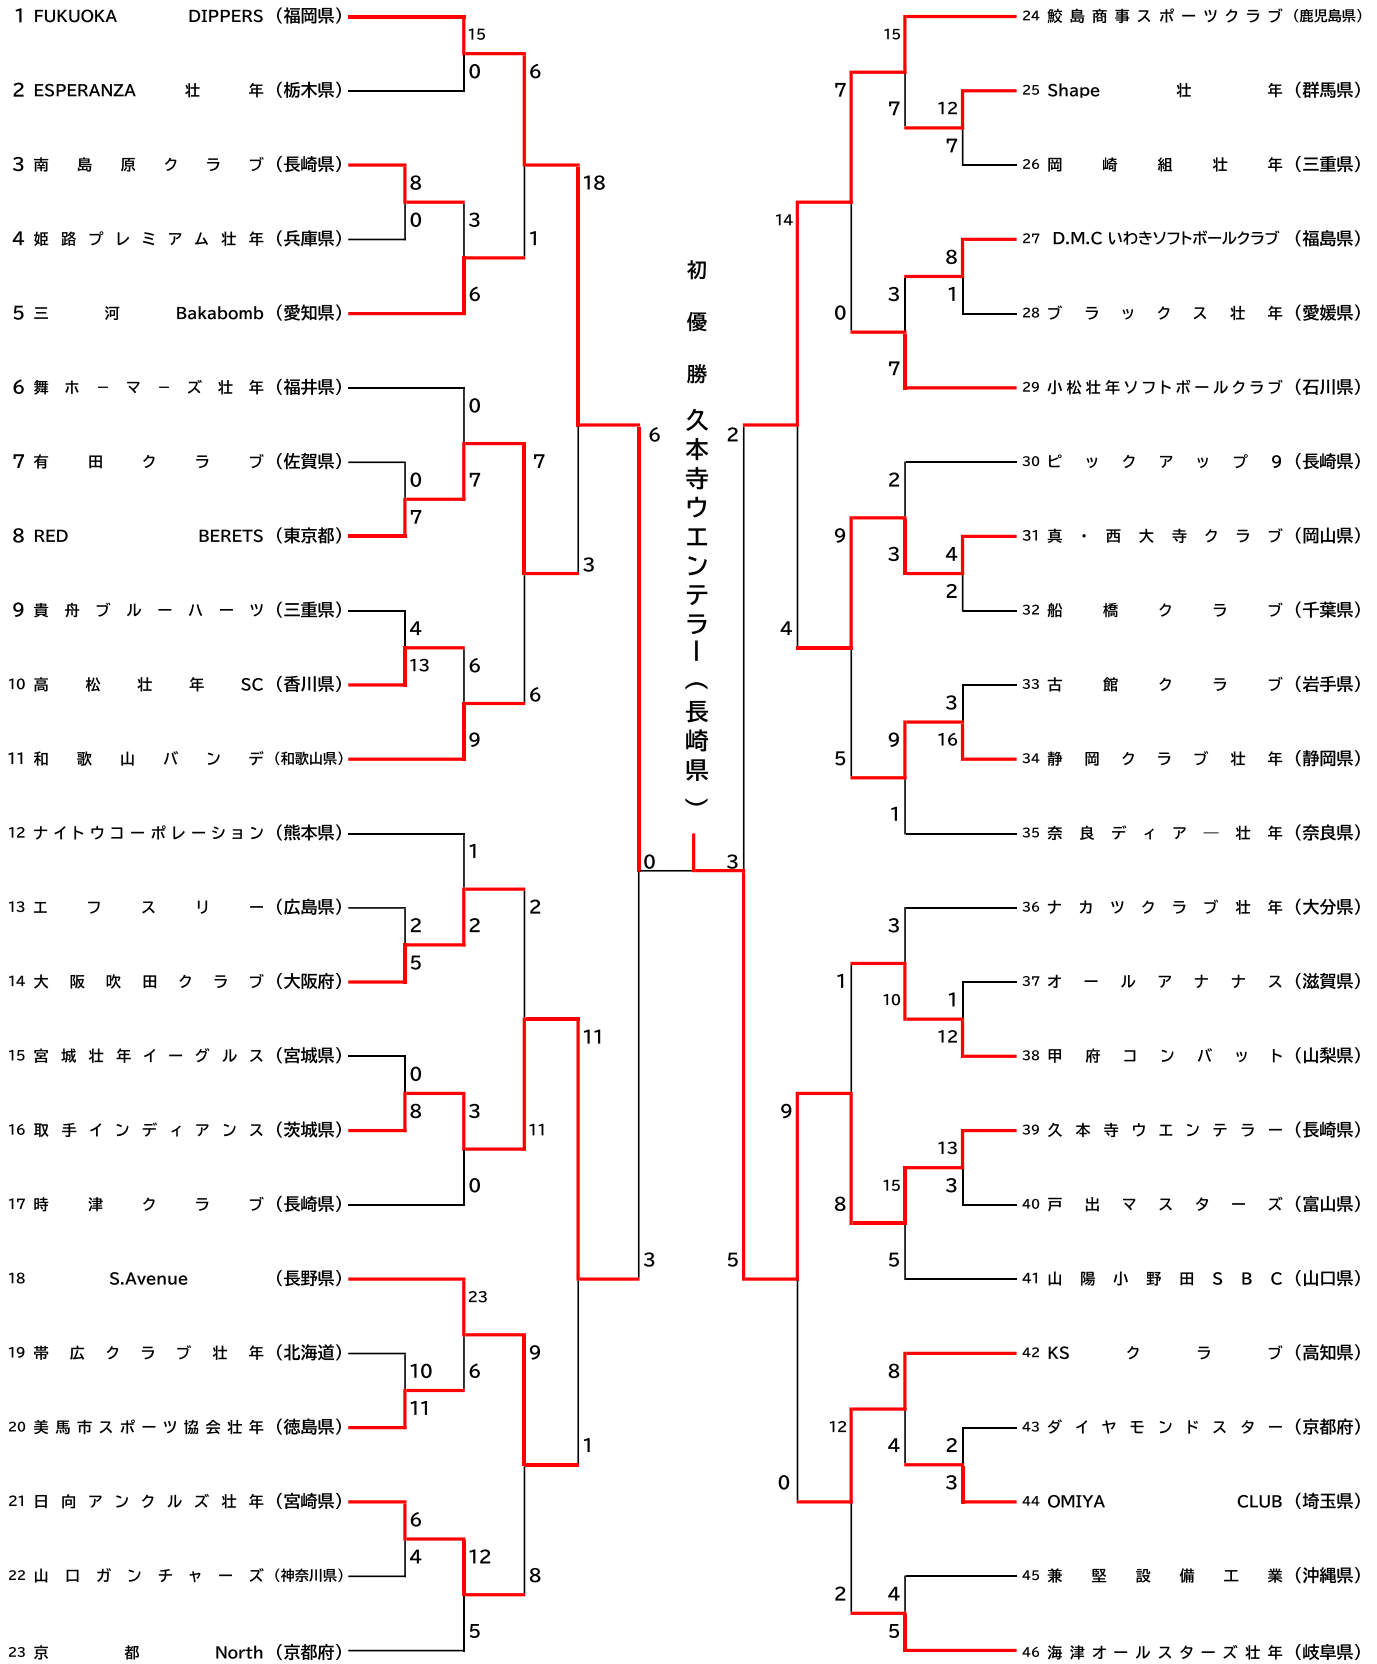 1 FUKUOKA DIPPERS (福岡県)
15
0
2 ESPERANZA 壮年 (栃木県)
6
3 南島原クラブ (長崎県)
8
0
4 姫路プレミアム壮年 (兵庫県)
3
6
1
5 三河 Bakabomb (愛知県)
18
6 舞ホーマーズ壮年 (福井県)
0
7
7 有田クラブ (佐賀県)
0
7
8 RED BERETS (東京都)
7
3
9 貴舟ブルーハーツ (三重県)
4
13
10 高松壮年SC (香川県)
6
9
6
11 和歌山バンデ (和歌山県)
6
12 ナイトウコーポレーション (熊本県)
1
2
13 エフスリー (広島県)
2
5
14 大阪吹田クラブ (大阪府)
2
11
15 宮城壮年イーグルス (宮城県)
0
8
16 取手インディアンス (茨城県)
3
0
11
17 時津クラブ (長崎県)
3
18 S.Avenue (長野県)
23
6
19 帯広クラブ壮年 (北海道)
10
11
20 美馬市スポーツ協会壮年 (徳島県)
9
1
21 日向アンクルズ壮年 (宮崎県)
6
4
22 山口ガンチャーズ (神奈川県)
12
5
8
23 京都North (京都府)
初優勝 久本寺ウエンテラー(長崎県)
0
3
24 鮫島商事スポーツクラブ (鹿児島県)
15
7
25 Shape 壮年 (群馬県)
12
7
26 岡崎組壮年 (三重県)
7
14
27 D.M.C いわきソフトボールクラブ (福島県)
8
1
28 ブラックス壮年 (愛媛県)
3
7
0
29 小松壮年ソフトボールクラブ (石川県)
2
30 ピックアップ9 (長崎県)
2
3
31 真・西大寺クラブ (岡山県)
4
2
32 船橋クラブ (千葉県)
9
4
33 古館クラブ (岩手県)
3
16
34 静岡クラブ壮年 (静岡県)
9
1
5
35 奈良ディアー壮年 (奈良県)
36 ナカツクラブ壮年 (大分県)
3
10
37 オールアナナス (滋賀県)
1
12
38 甲府コンバット (山梨県)
1
9
39 久本寺ウエンテラー (長崎県)
13
3
40 戸出マスターズ (富山県)
15
5
8
41 山陽小野田SBC (山口県)
5
42 KSクラブ (高知県)
8
4
43 ダイヤモンドスター (京都府)
2
3
44 OMIYA CLUB (埼玉県)
12
0
45 兼堅設備工業 (沖縄県)
4
5
2
46 海津オールスターズ壮年 (岐阜県)